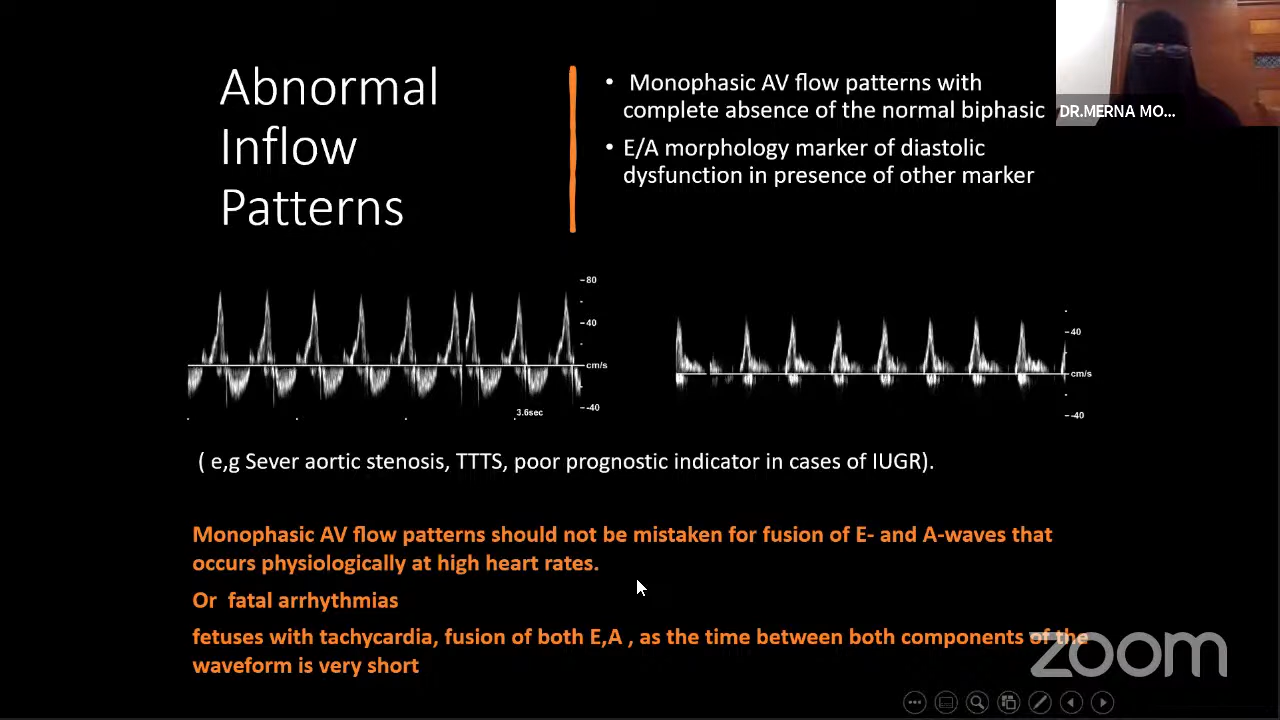 Abnormal
Inflow
Patterns
• Monophasic AV flow patterns with
complete absence of the normal biphasic
• E/A morphology marker of diastolic
dysfunction in presence of other marker
DR.MERNA MO...
80
40
cm/s
-40
3.6sec
40
cm/s
-40
( e,g Sever aortic stenosis, TTTS, poor prognostic indicator in cases of IUGR).
Monophasic AV flow patterns should not be mistaken for fusion of E- and A-waves that
occurs physiologically at high heart rates.
Or fatal arrhythmias
fetuses with tachycardia, fusion of both E,A , as the time between both components of the
waveform is very short
zoom